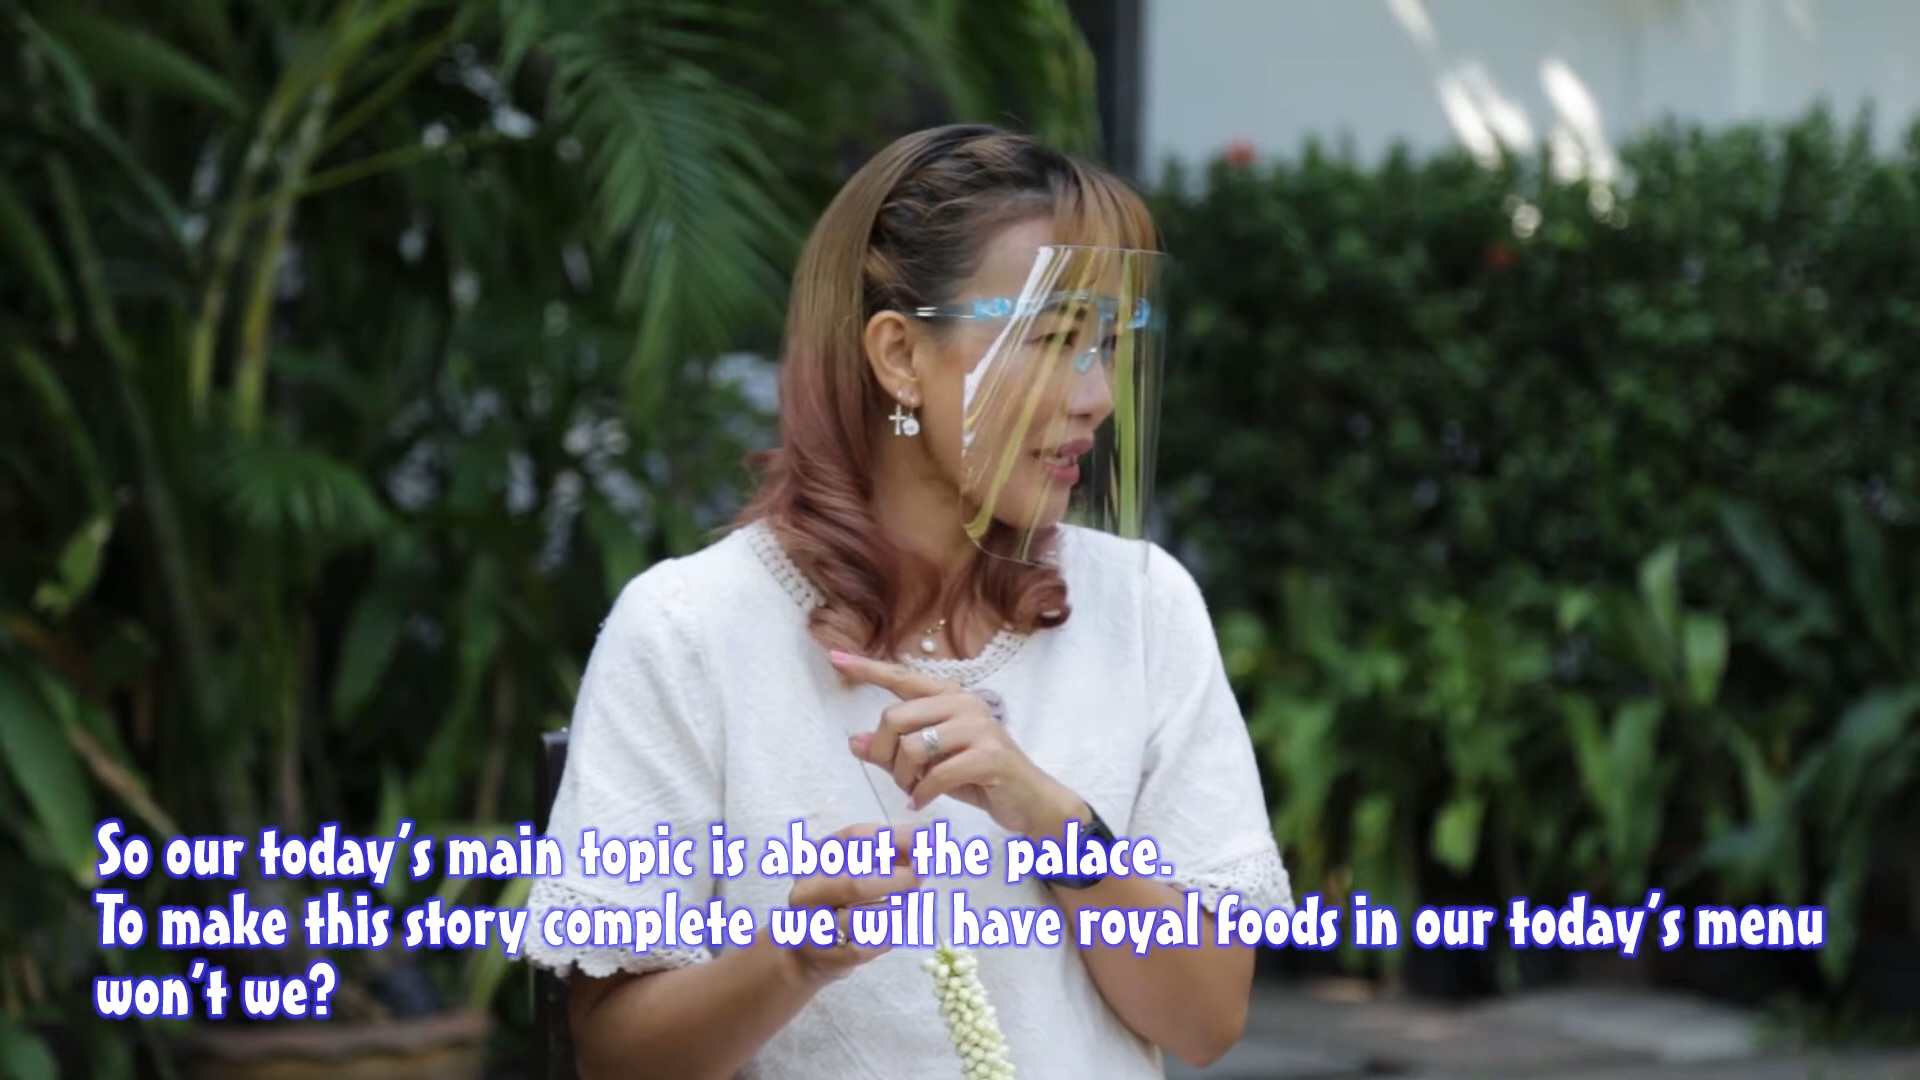 So our today's main topic is about the palace.
To make this story complete we will have royal foods in our today's menu
won't we?